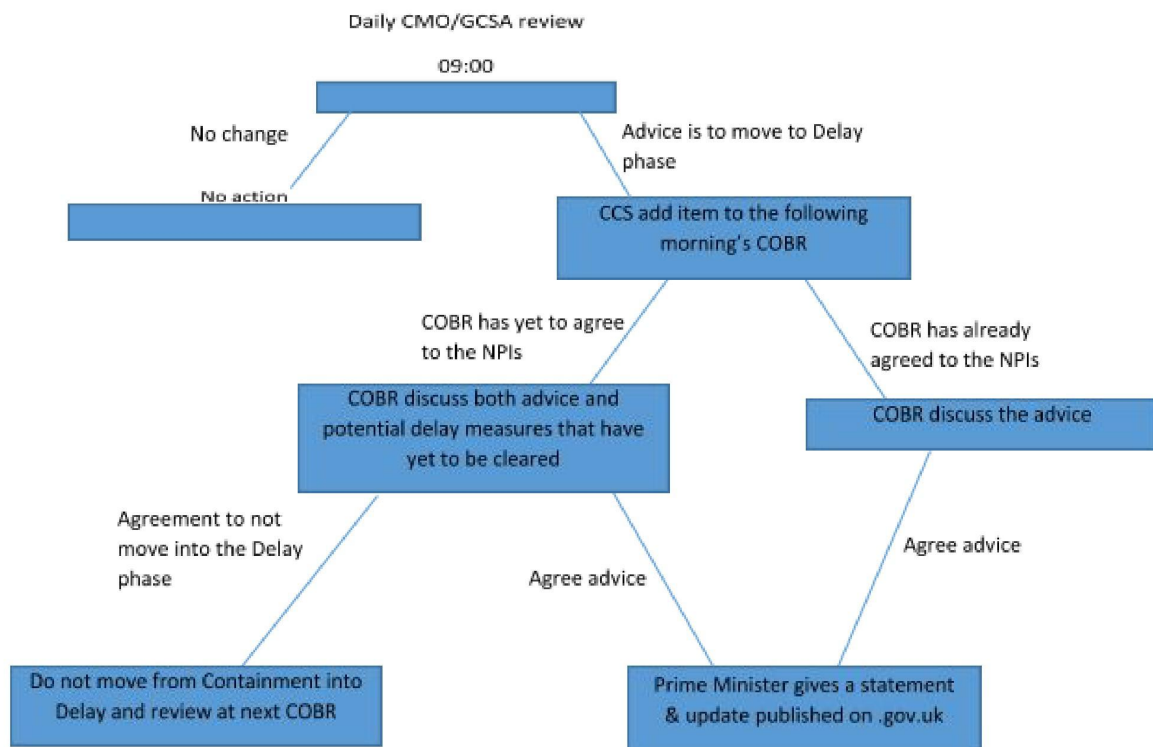 Daily CMO/GCSA review
09:00
No change
Advice is to move to Delay
phase
No action
CCS add item to the following
morning's COBR
COBR has yet to agree
to the NPIs
COBR has already
agreed to the NPIs
COBR discuss both advice and
potential delay measures that have
yet to be cleared
COBR discuss the advice
Agreement to not
move into the Delay
phase
Agree advice
Agree advice
Do not move from Containment into
Delay and review at next COBR
Prime Minister gives a statement
& update published on .gov.uk